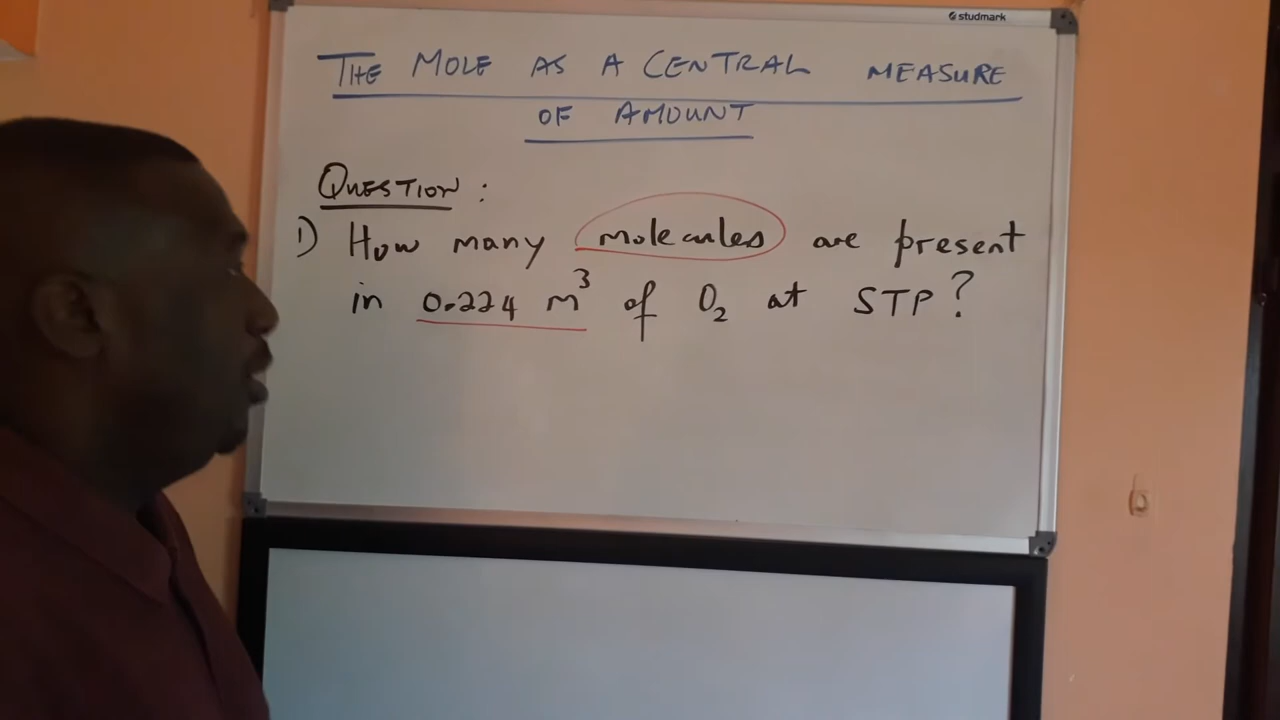 studmark
THE MOLE AS A CENTRAL MEASURE
OF AMOUNT
QUESTION:
1) How many molecules are present
in 0.224 m³ of O₂ at STP?